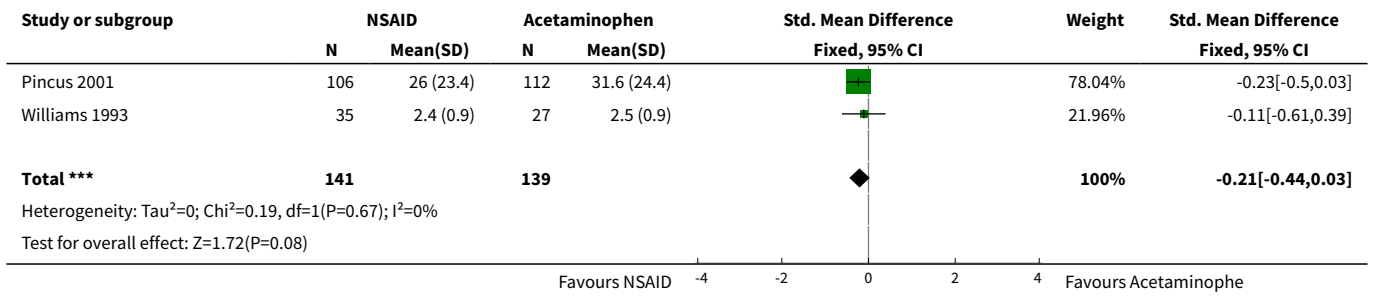 Study or subgroup NSAID Acetaminophen Std. Mean Difference Weight Std. Mean Difference
N Mean(SD) N Mean(SD) Fixed, 95% CI Fixed, 95% CI
Pincus 2001 106 26 (23.4) 112 31.6 (24.4) 78.04% -0.23[-0.5,0.03]
Williams 1993 35 2.4 (0.9) 27 2.5 (0.9) 21.96% -0.11[-0.61,0.39]
Total *** 141 139 100% -0.21[-0.44,0.03]
Heterogeneity: Tau²=0; Chi²=0.19, df=1(P=0.67); I²=0%
Test for overall effect: Z=1.72(P=0.08)
Favours NSAID -4 -2 0 2 4 Favours Acetaminophe